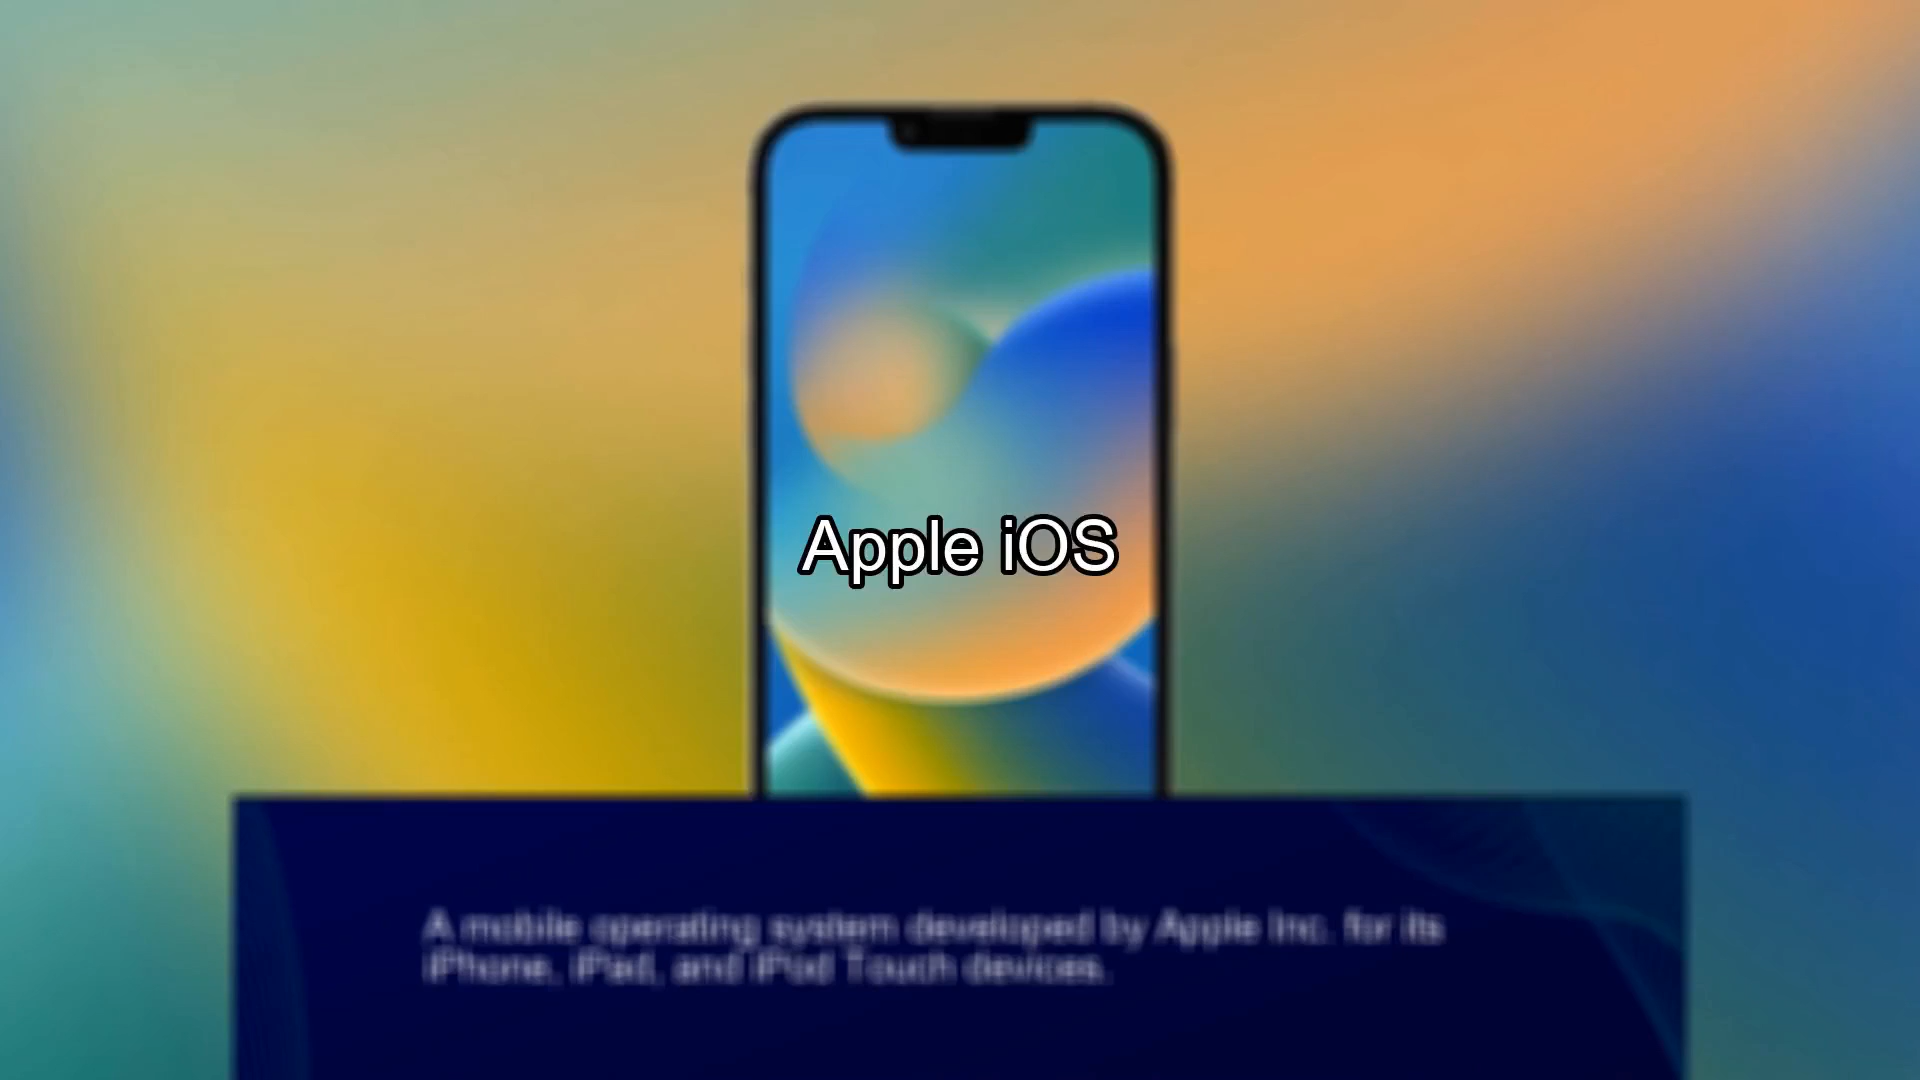 Apple iOS
A mobile operating system developed by Apple Inc. for its
iPhone, iPad, and iPod Touch devices.